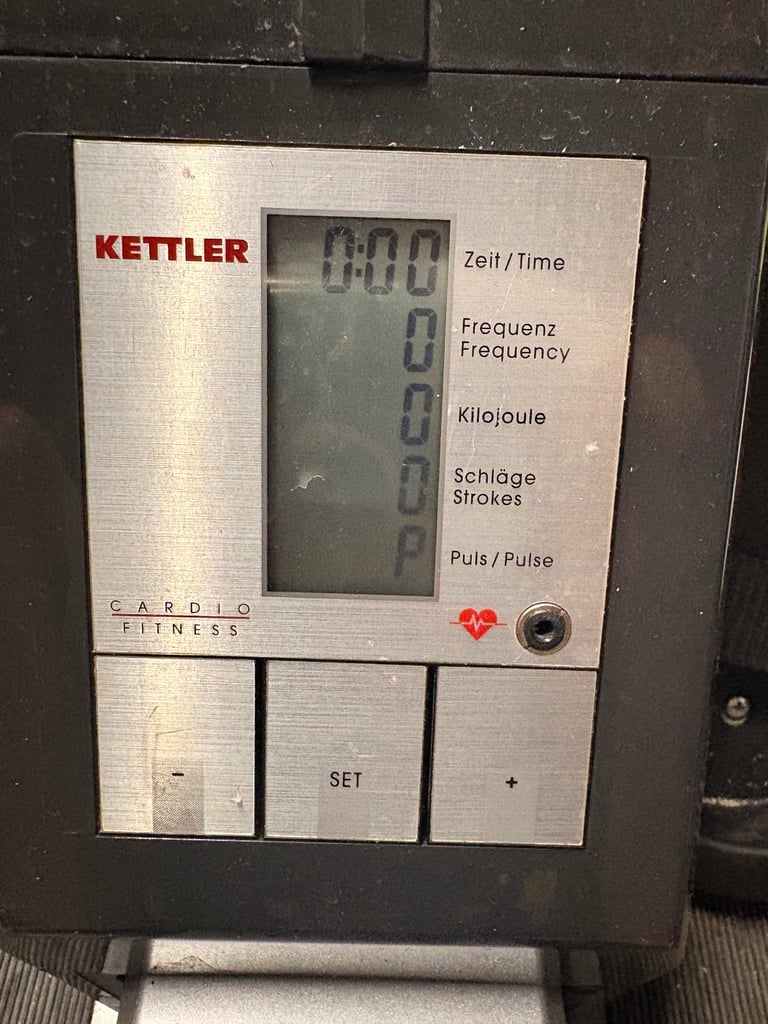 KETTLER
0:00
Zeit / Time
0
Frequenz
Frequency
0
Kilojoule
0
Schläge
Strokes
P
Puls / Pulse
CARDIO
FITNESS
-
SET
+